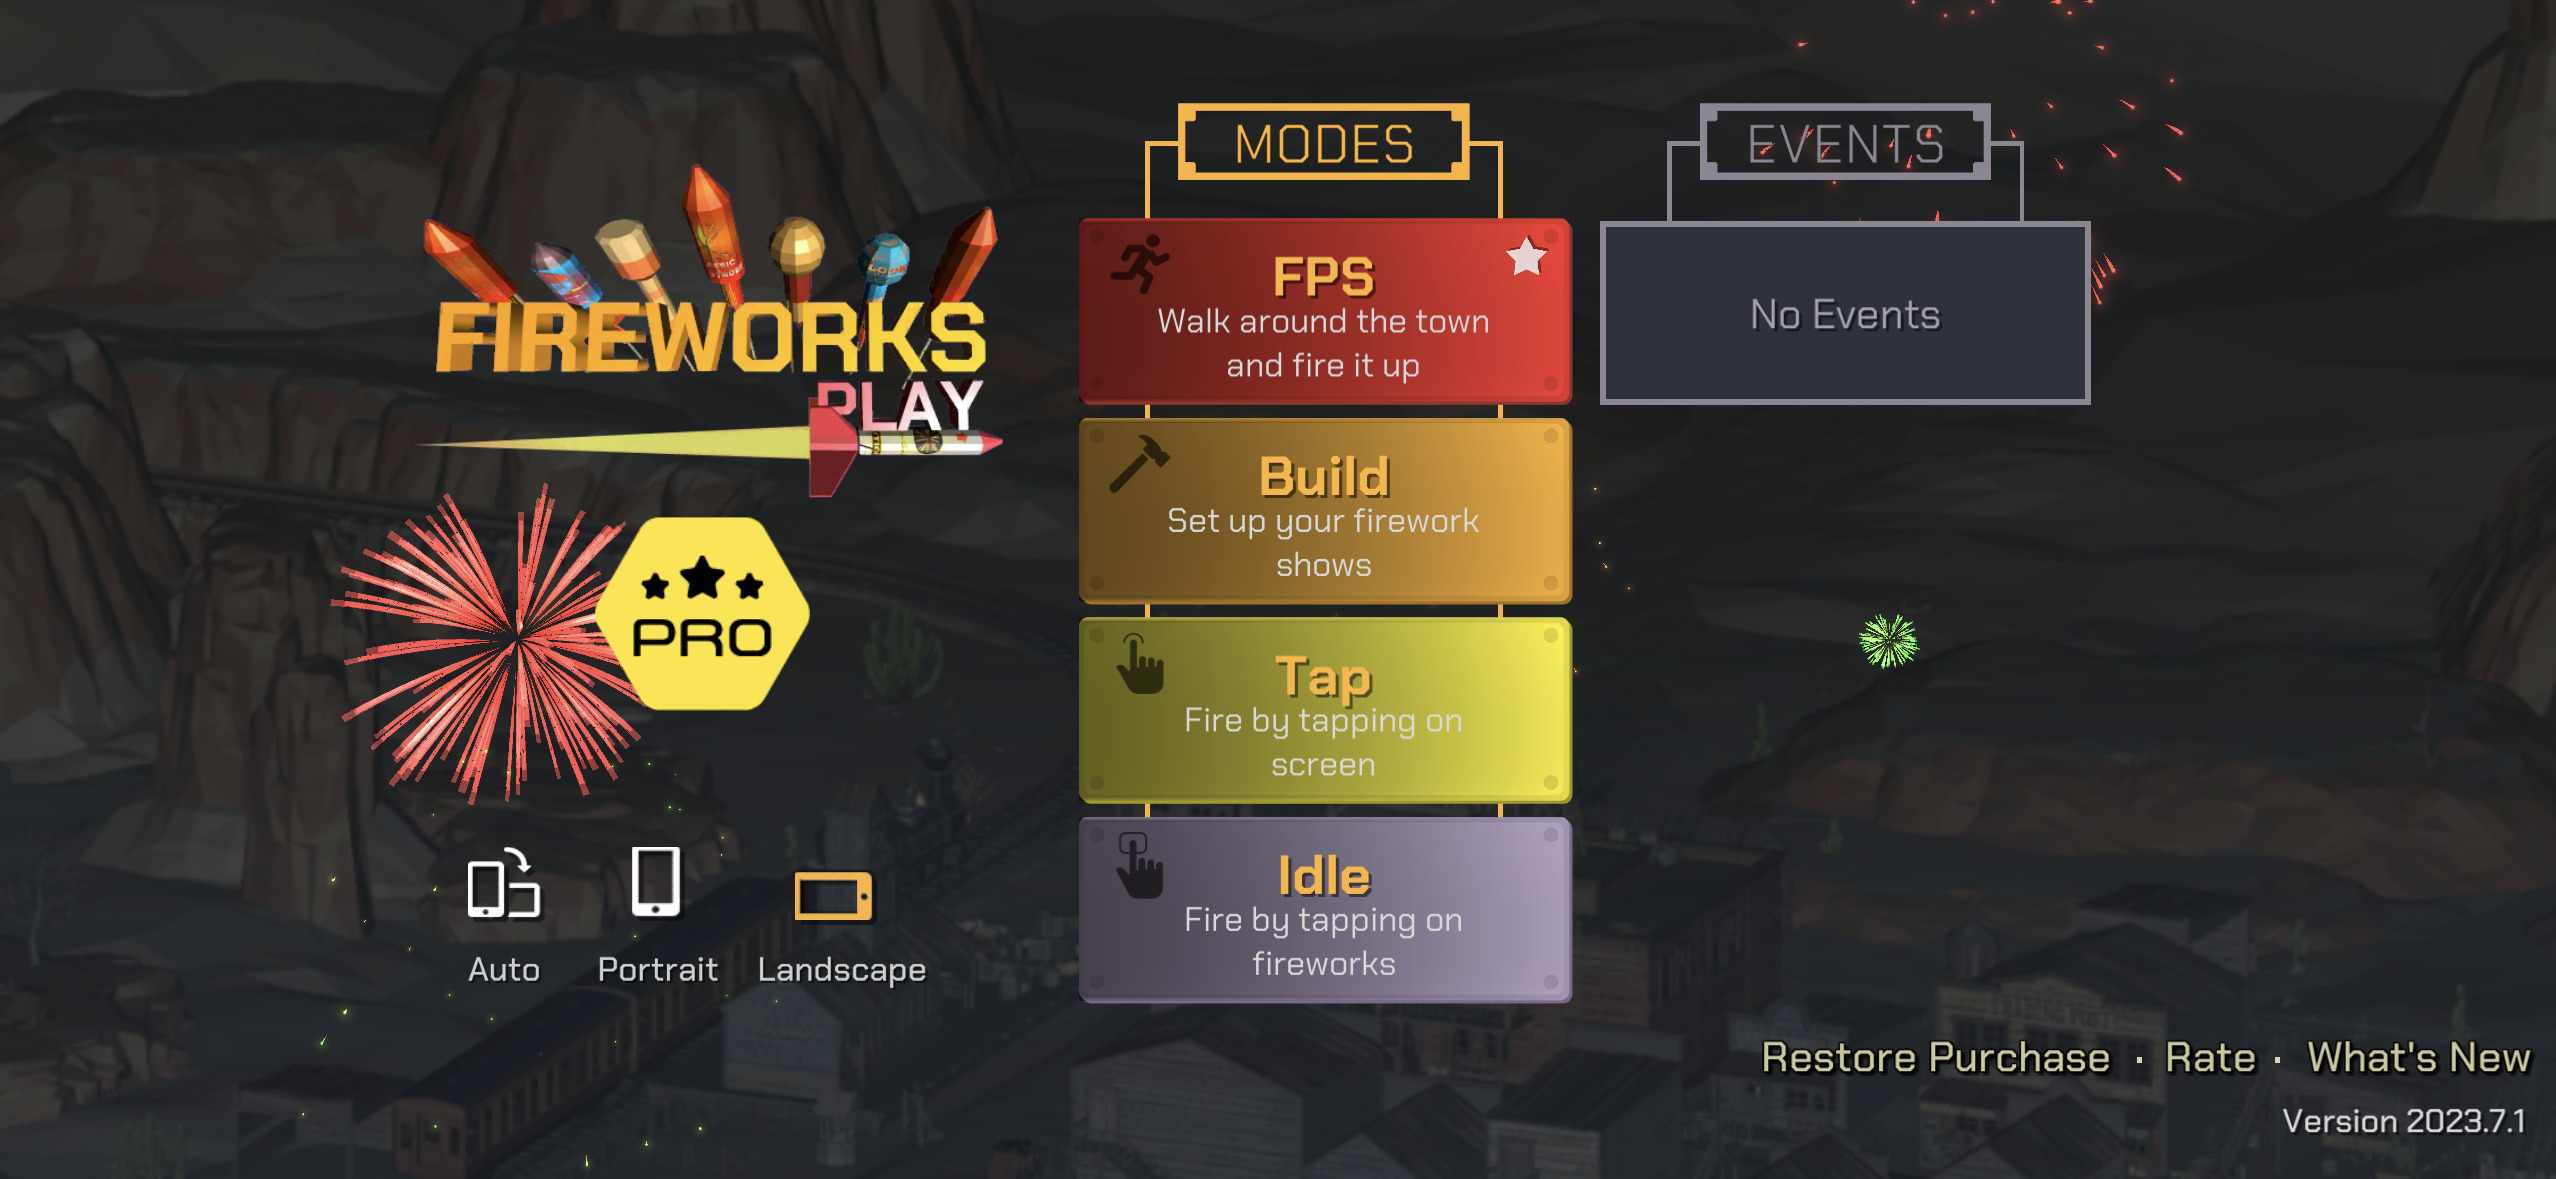 FIREWORKS
PLAY
PRO
Auto
Portrait
Landscape
MODES
FPS
Walk around the town
and fire it up
Build
Set up your firework
shows
Tap
Fire by tapping on
screen
Idle
Fire by tapping on
fireworks
EVENTS
No Events
Restore Purchase · Rate · What's New
Version 2023.7.1